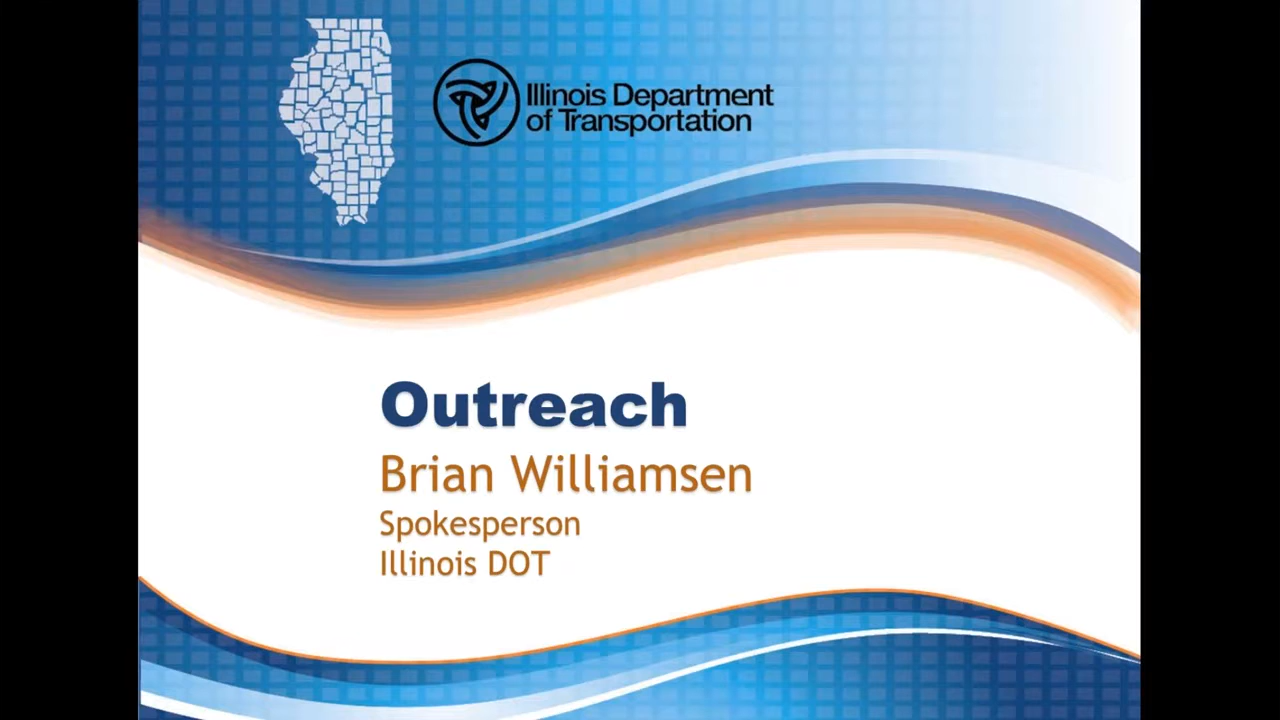 Illinois Department
of Transportation
Outreach
Brian Williamsen
Spokesperson
Illinois DOT